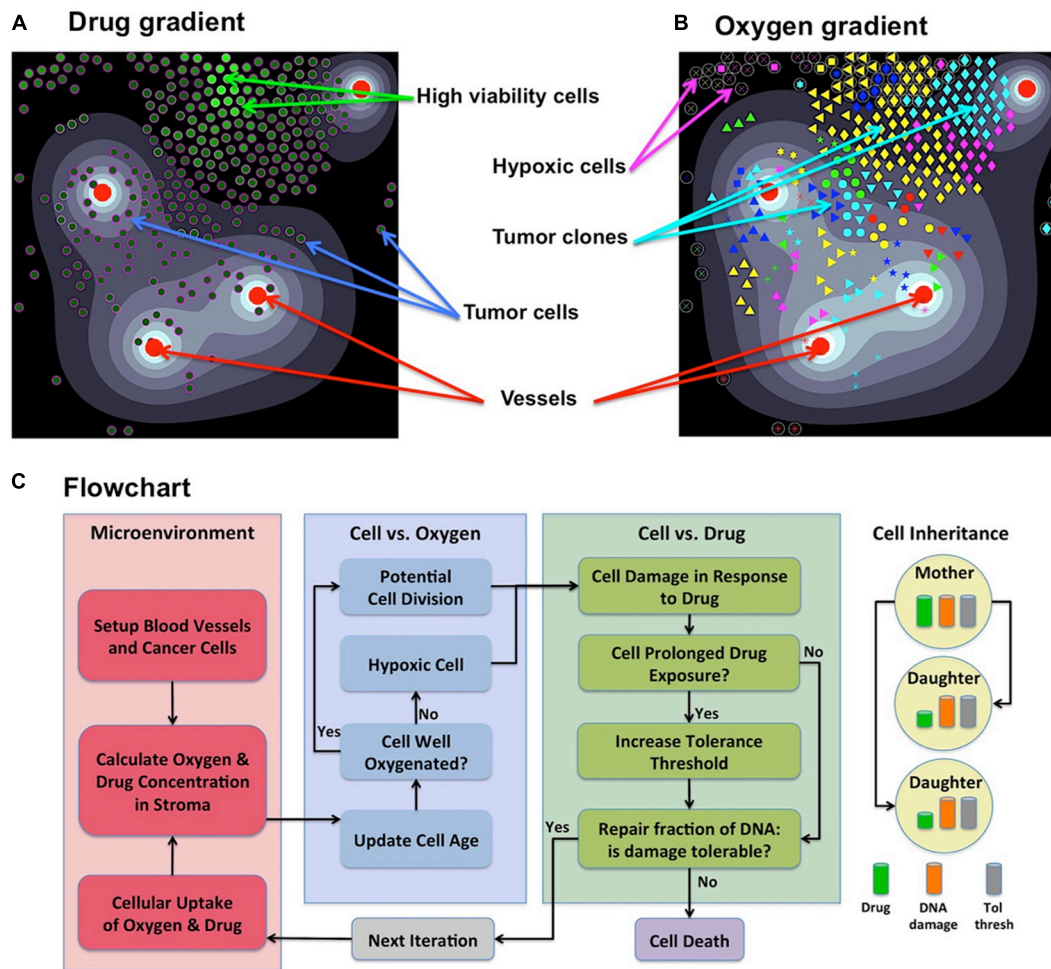 A
Drug gradient
B
Oxygen gradient
High viability cells
Hypoxic cells
Tumor clones
Tumor cells
Vessels
C
Flowchart
Microenvironment
Setup Blood Vessels
and Cancer Cells
Calculate Oxygen &
Drug Concentration
in Stroma
Cellular Uptake
of Oxygen & Drug
Cell vs. Oxygen
Potential
Cell Division
Hypoxic Cell
No
Yes
Cell Well
Oxygenated?
Update Cell Age
Next Iteration
Cell vs. Drug
Cell Damage in Response
to Drug
Cell Prolonged Drug
Exposure?
No
Yes
Increase Tolerance
Threshold
Yes
Repair fraction of DNA:
is damage tolerable?
No
Cell Death
Cell Inheritance
Mother
Daughter
Daughter
Drug
DNA
damage
Tol
thresh